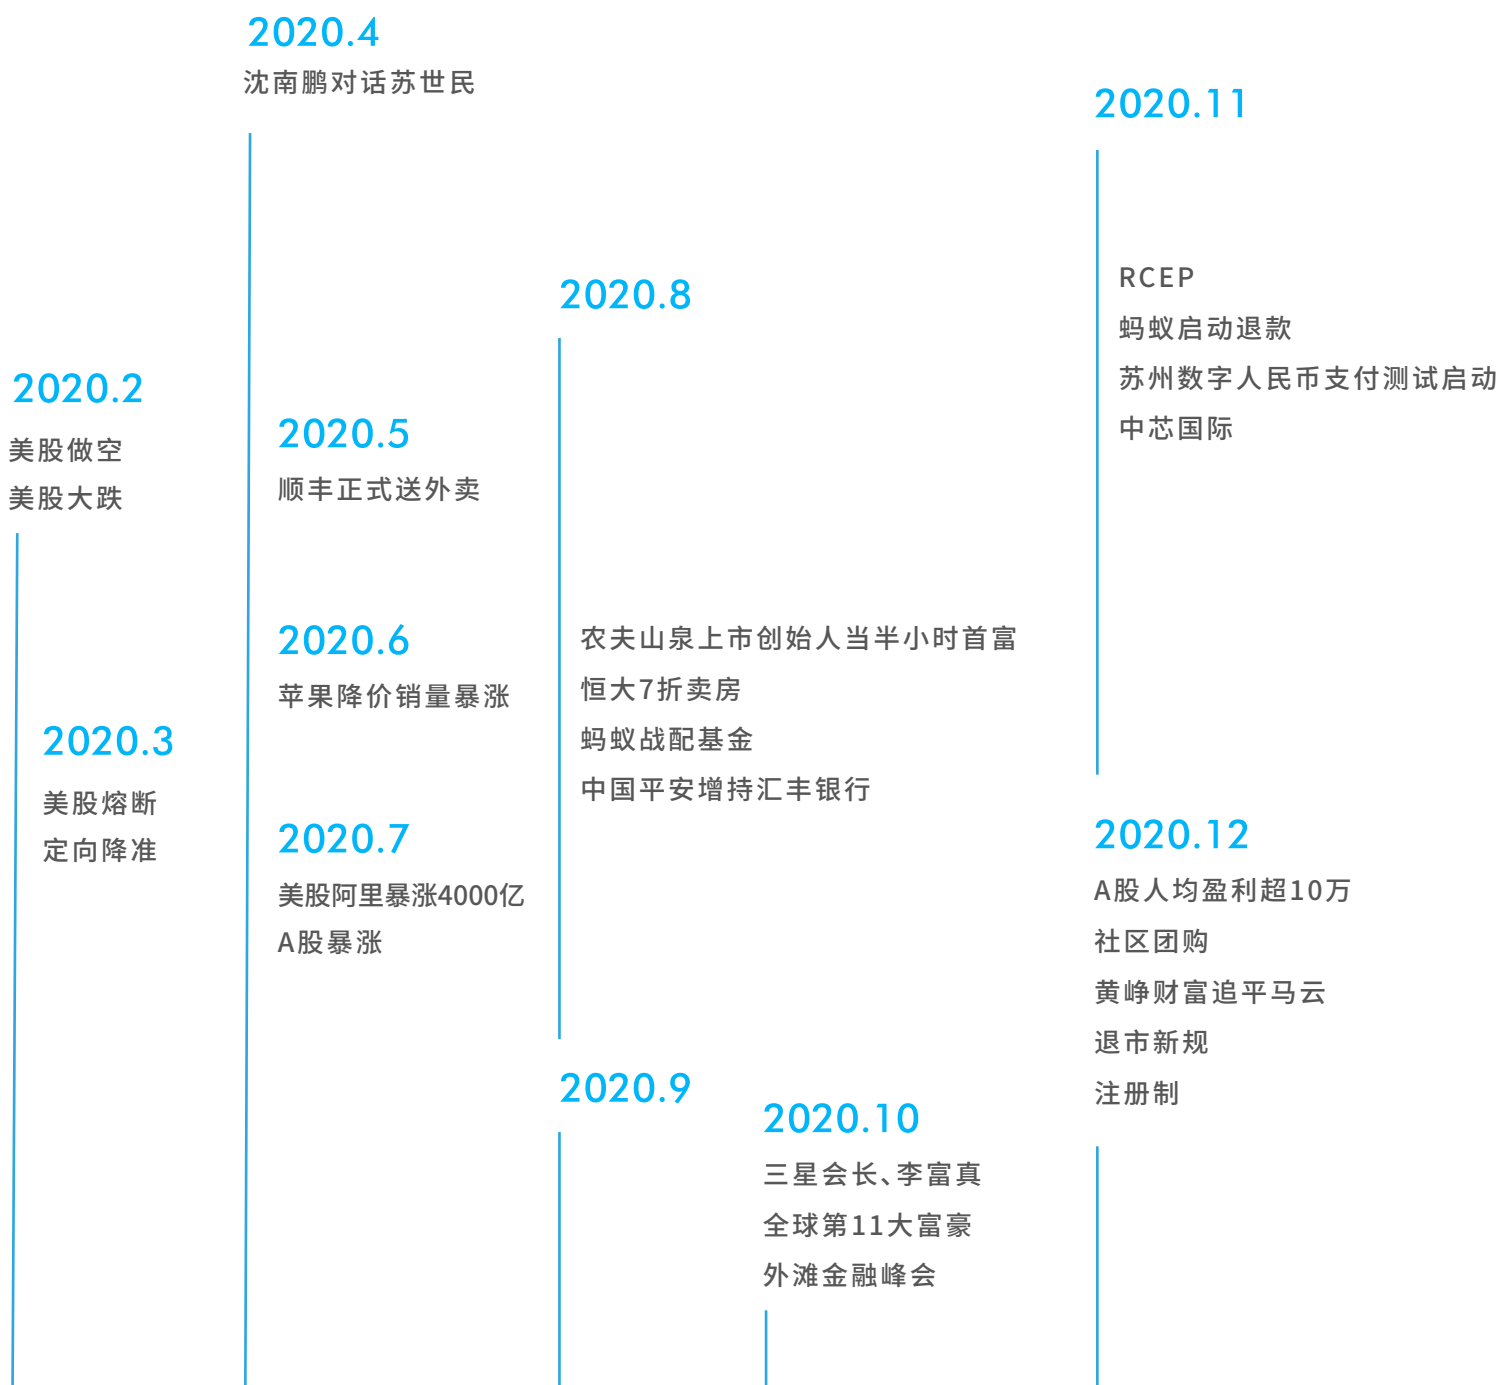 2020.2
美股做空
美股大跌
2020.3
美股熔断
定向降准
2020.4
沈南鹏对话苏世民
2020.5
顺丰正式送外卖
2020.6
苹果降价销量暴涨
2020.7
美股阿里暴涨4000亿
A股暴涨
2020.8
农夫山泉上市创始人当半小时首富
恒大7折卖房
蚂蚁战配基金
中国平安增持汇丰银行
2020.9
2020.10
三星会长、李富真
全球第11大富豪
外滩金融峰会
2020.11
RCEP
蚂蚁启动退款
苏州数字人民币支付测试启动
中芯国际
2020.12
A股人均盈利超10万
社区团购
黄峥财富追平马云
退市新规
注册制